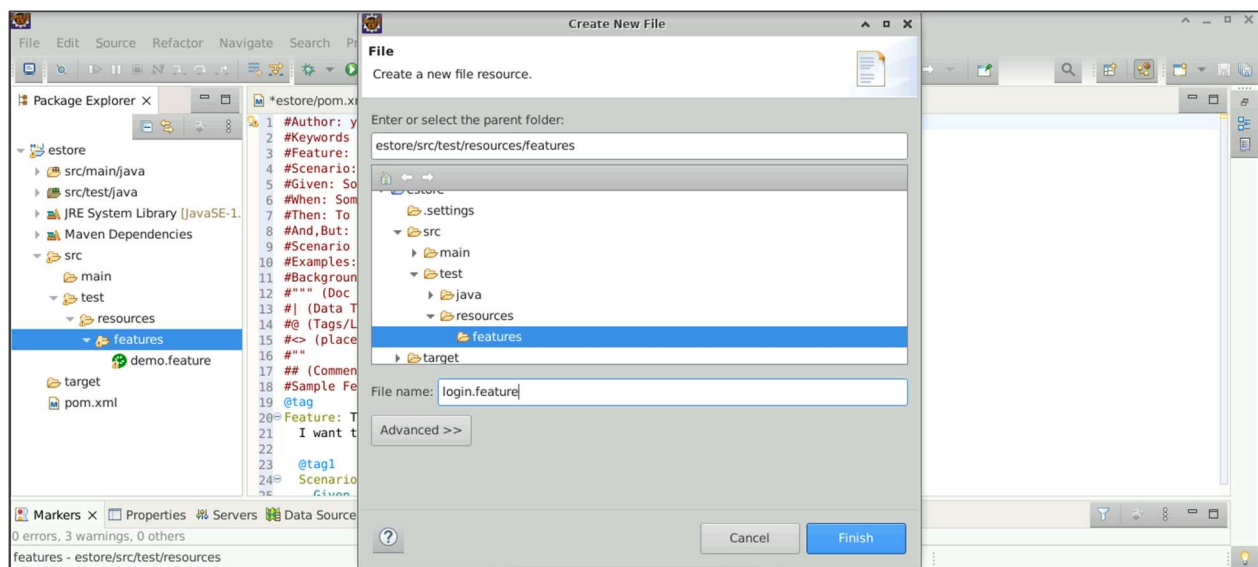 Create New File
File Edit Source Refactor Navigate Search
File
Create a new file resource.
Package Explorer
*estore/pom.x
Enter or select the parent folder:
estore/src/test/resources/features
estore
src/main/java
src/test/java
JRE System Library [JavaSE-1.
Maven Dependencies
src
main
test
resources
features
demo.feature
target
pom.xml
1 #Author: y
2 #Keywords
3 #Feature:
4 #Scenario:
5 #Given: So
6 #When: Som
7 #Then: To
8 #And,But:
9 #Scenario
10 #Examples:
11 #Backgroun
12 #""" (Doc
13 #| (Data T
14 #@ (Tags/L
15 #<> (place
16 #""
17 ## (Commen
18 #Sample Fe
19 @tag
20 Feature: T
21 I want t
22
23 @tag1
24 Scenario
25 Given
estore
.settings
src
main
test
java
resources
features
target
File name: login.feature
Advanced >>
Markers Properties Servers Data Source
0 errors, 3 warnings, 0 others
Cancel Finish
features - estore/src/test/resources